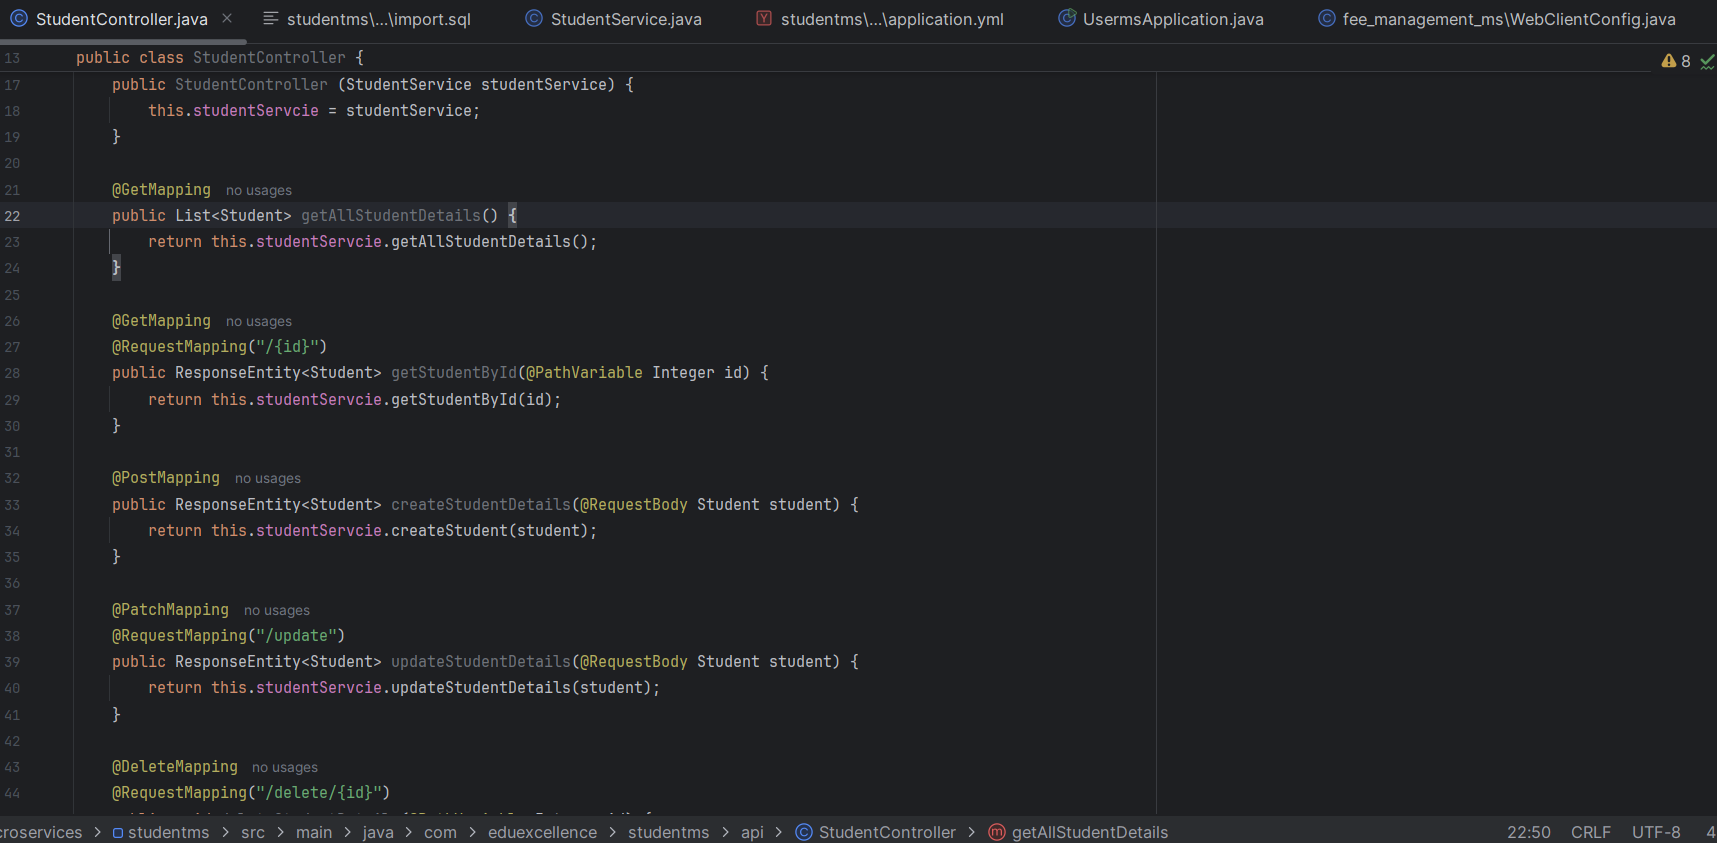 StudentController.java
studentms\...\import.sql
StudentService.java
studentms\...\application.yml
UsermsApplication.java
fee_management_ms\WebClientConfig.java
13 public class StudentController {
8
17 public StudentController (StudentService studentService) {
18 this.studentServcie = studentService;
19 }
20
21 @GetMapping no usages
22 public List<Student> getAllStudentDetails() {
23 return this.studentServcie.getAllStudentDetails();
24 }
25
26 @GetMapping no usages
27 @RequestMapping("/{id}")
28 public ResponseEntity<Student> getStudentById(@PathVariable Integer id) {
29 return this.studentServcie.getStudentById(id);
30 }
31
32 @PostMapping no usages
33 public ResponseEntity<Student> createStudentDetails(@RequestBody Student student) {
34 return this.studentServcie.createStudent(student);
35 }
36
37 @PatchMapping no usages
38 @RequestMapping("/update")
39 public ResponseEntity<Student> updateStudentDetails(@RequestBody Student student) {
40 return this.studentServcie.updateStudentDetails(student);
41 }
42
43 @DeleteMapping no usages
44 @RequestMapping("/delete/{id}")
croservices > studentms > src > main > java > com > eduexcellence > studentms > api > StudentController > getAllStudentDetails
22:50 CRLF UTF-8 4